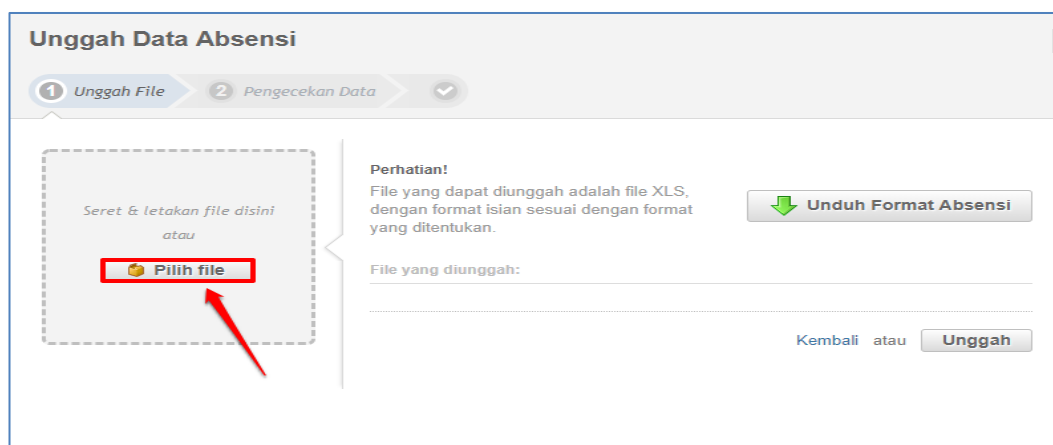 Unggah Data Absensi
1 Unggah File 2 Pengecekan Data
Seret & letakan file disini
atau
Pilih file
Perhatian!
File yang dapat diunggah adalah file XLS,
dengan format isian sesuai dengan format
yang ditentukan.
Unduh Format Absensi
File yang diunggah:
Kembali atau Unggah